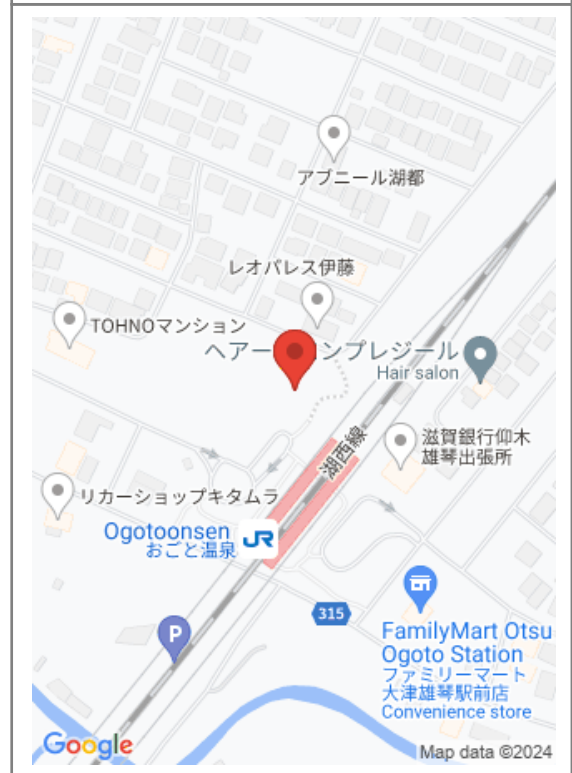 アブニール湖都
レオパレス伊藤
TOHNOマンション
ヘアー
ンプレジール
Hair salon
湖西線
滋賀銀行仰木
雄琴出張所
リカーショップキタムラ
Ogotoonsen
おごと温泉
JR
315
P
FamilyMart Otsu
Ogoto Station
ファミリーマート
大津雄琴駅前店
Convenience store
Google
Map data ©2024